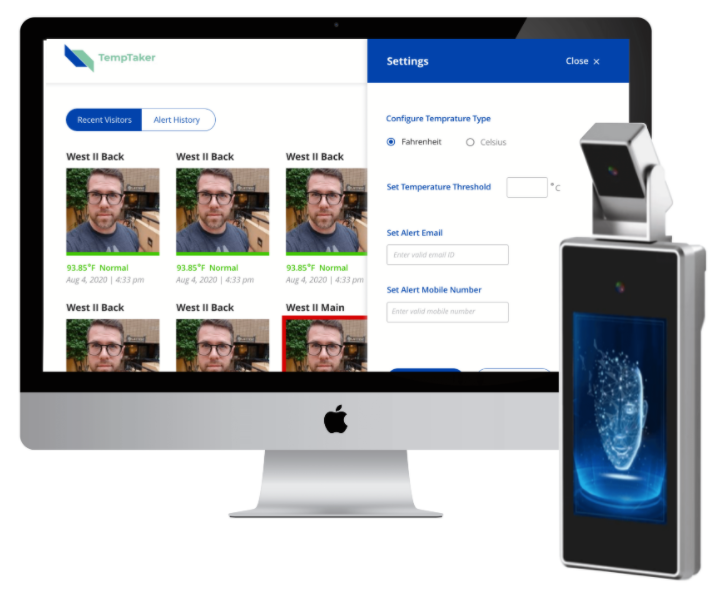 TempTaker
Settings
Close ×
Recent Visitors
Alert History
Configure Temprature Type
Fahrenheit
Celsius
West II Back
West II Back
West II Back
Set Temperature Threshold
°C
Set Alert Email
Enter valid email ID
93.85°F Normal
93.85°F Normal
93.85°F Normal
Aug 4, 2020 | 4:33 pm
Aug 4, 2020 | 4:33 pm
Aug 4, 2020 | 4:33 pm
Set Alert Mobile Number
Enter valid mobile number
West II Back
West II Back
West II Main